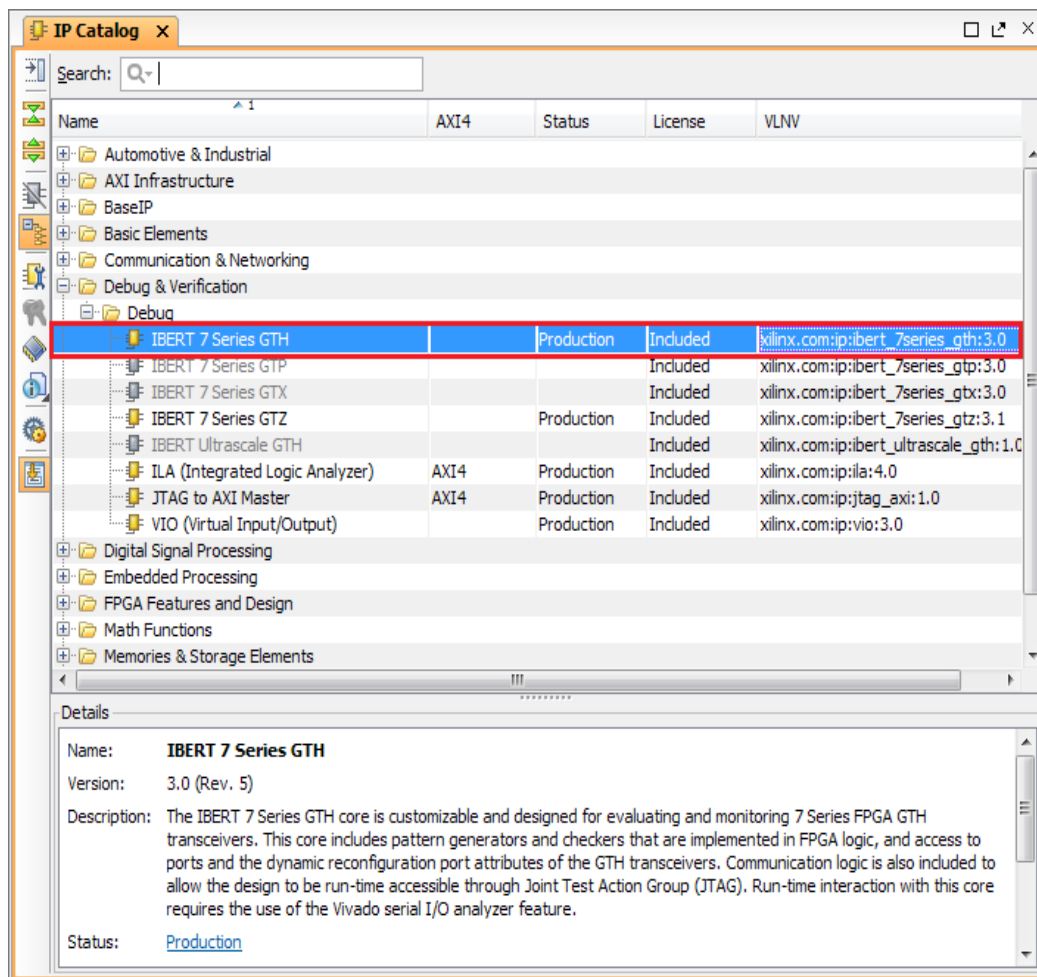 IP Catalog
Search:
1
Name AXI4 Status License VLNV
Automotive & Industrial
AXI Infrastructure
BaseIP
Basic Elements
Communication & Networking
Debug & Verification
Debug
IBERT 7 Series GTH Production Included xilinx.com:ip:ibert_7series_gth:3.0
IBERT 7 Series GTP Included xilinx.com:ip:ibert_7series_gtp:3.0
IBERT 7 Series GTX Included xilinx.com:ip:ibert_7series_gtx:3.0
IBERT 7 Series GTZ Production Included xilinx.com:ip:ibert_7series_gtz:3.1
IBERT Ultrascale GTH Included xilinx.com:ip:ibert_ultrascale_gth:1.0
ILA (Integrated Logic Analyzer) AXI4 Production Included xilinx.com:ip:ila:4.0
JTAG to AXI Master AXI4 Production Included xilinx.com:ip:jtag_axi:1.0
VIO (Virtual Input/Output) Production Included xilinx.com:ip:vio:3.0
Digital Signal Processing
Embedded Processing
FPGA Features and Design
Math Functions
Memories & Storage Elements
Details
Name: IBERT 7 Series GTH
Version: 3.0 (Rev. 5)
Description: The IBERT 7 Series GTH core is customizable and designed for evaluating and monitoring 7 Series FPGA GTH
transceivers. This core includes pattern generators and checkers that are implemented in FPGA logic, and access to
ports and the dynamic reconfiguration port attributes of the GTH transceivers. Communication logic is also included to
allow the design to be run-time accessible through Joint Test Action Group (JTAG). Run-time interaction with this core
requires the use of the Vivado serial I/O analyzer feature.
Status: Production